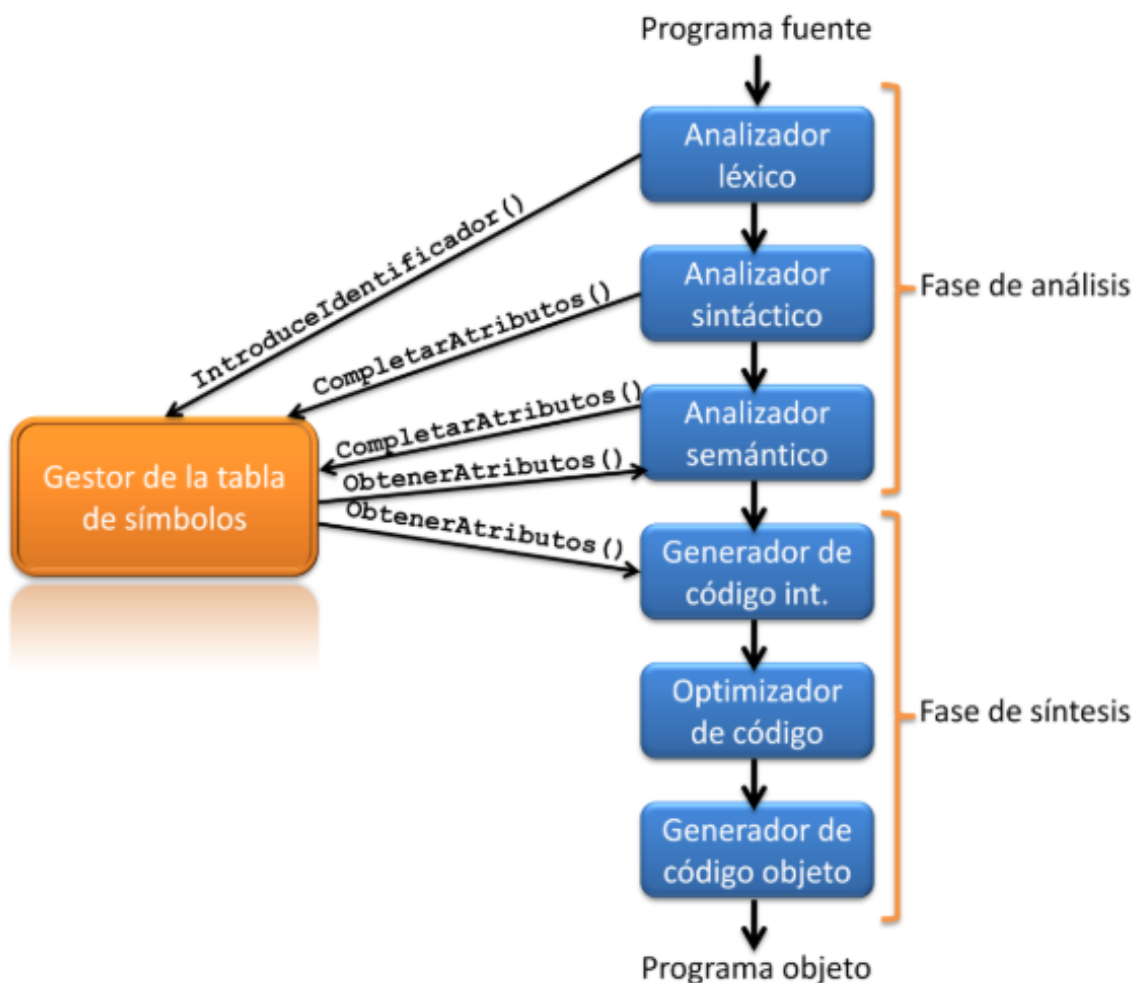 Programa fuente
Analizador
léxico
IntroduceIdentificador()
Analizador
sintáctico
Fase de análisis
CompletarAtributos()
Analizador
semántico
CompletarAtributos()
ObtenerAtributos()
ObtenerAtributos()
Gestor de la tabla
de símbolos
Generador de
código int.
Optimizador
de código
Fase de síntesis
Generador de
código objeto
Programa objeto